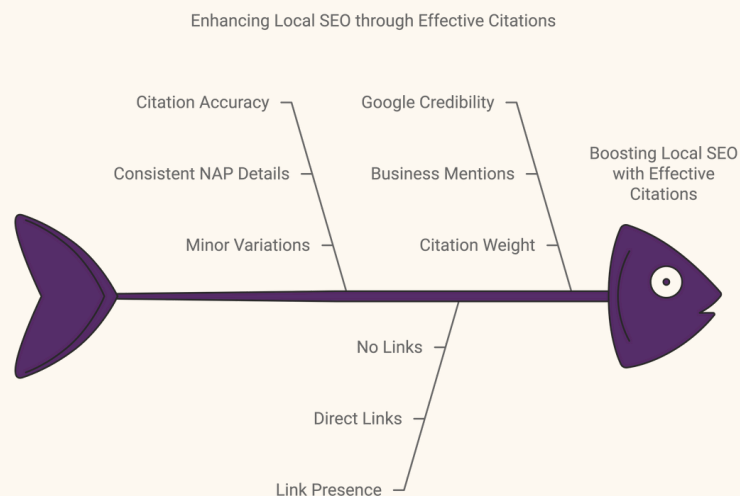 Enhancing Local SEO through Effective Citations
Citation Accuracy
Google Credibility
Consistent NAP Details
Business Mentions
Boosting Local SEO
with Effective
Citations
Minor Variations
Citation Weight
No Links
Direct Links
Link Presence